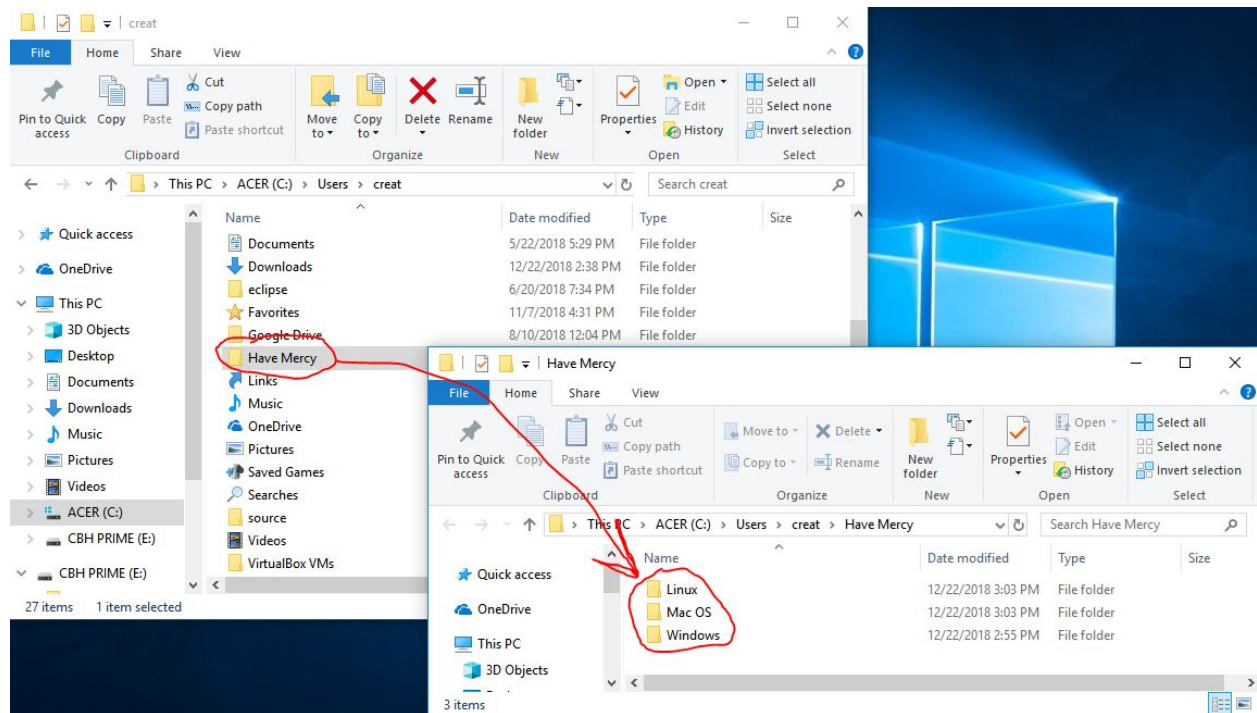 creat
File Home Share View
Pin to Quick access Copy Paste Cut Copy path Paste shortcut Move to Copy to Delete Rename New folder Properties Open Edit History Select all Select none Invert selection
Clipboard Organize New Open Select
This PC > ACER (C:) > Users > creat Search creat
Name Date modified Type Size
Quick access
OneDrive
This PC
3D Objects
Desktop
Documents
Downloads
Music
Pictures
Videos
ACER (C:)
CBH PRIME (E:)
CBH PRIME (E:)
Documents 5/22/2018 5:29 PM File folder
Downloads 12/22/2018 2:38 PM File folder
eclipse 6/20/2018 7:34 PM File folder
Favorites 11/7/2018 4:31 PM File folder
Google Drive 8/10/2018 12:04 PM File folder
Have Mercy
Links
Music
OneDrive
Pictures
Saved Games
Searches
source
Videos
VirtualBox VMs
27 items 1 item selected
Have Mercy
File Home Share View
Pin to Quick access Copy Paste Cut Copy path Paste shortcut Move to Copy to Delete Rename New folder Properties Open Edit History Select all Select none Invert selection
Clipboard Organize New Open Select
This PC > ACER (C:) > Users > creat > Have Mercy Search Have Mercy
Name Date modified Type Size
Quick access
OneDrive
This PC
3D Objects
Linux 12/22/2018 3:03 PM File folder
Mac OS 12/22/2018 3:03 PM File folder
Windows 12/22/2018 2:55 PM File folder
3 items